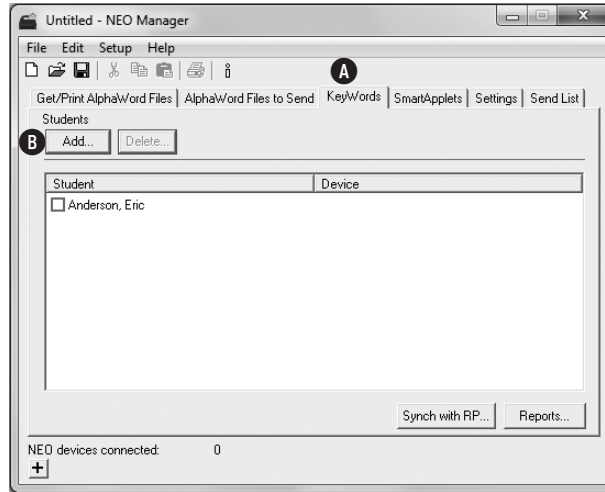 Untitled - NEO Manager
File Edit Setup Help
A
Get/Print AlphaWord Files AlphaWord Files to Send KeyWords SmartApplets Settings Send List
Students
B Add... Delete...
Student Device
Anderson, Eric
Synch with RP... Reports...
NEO devices connected: 0